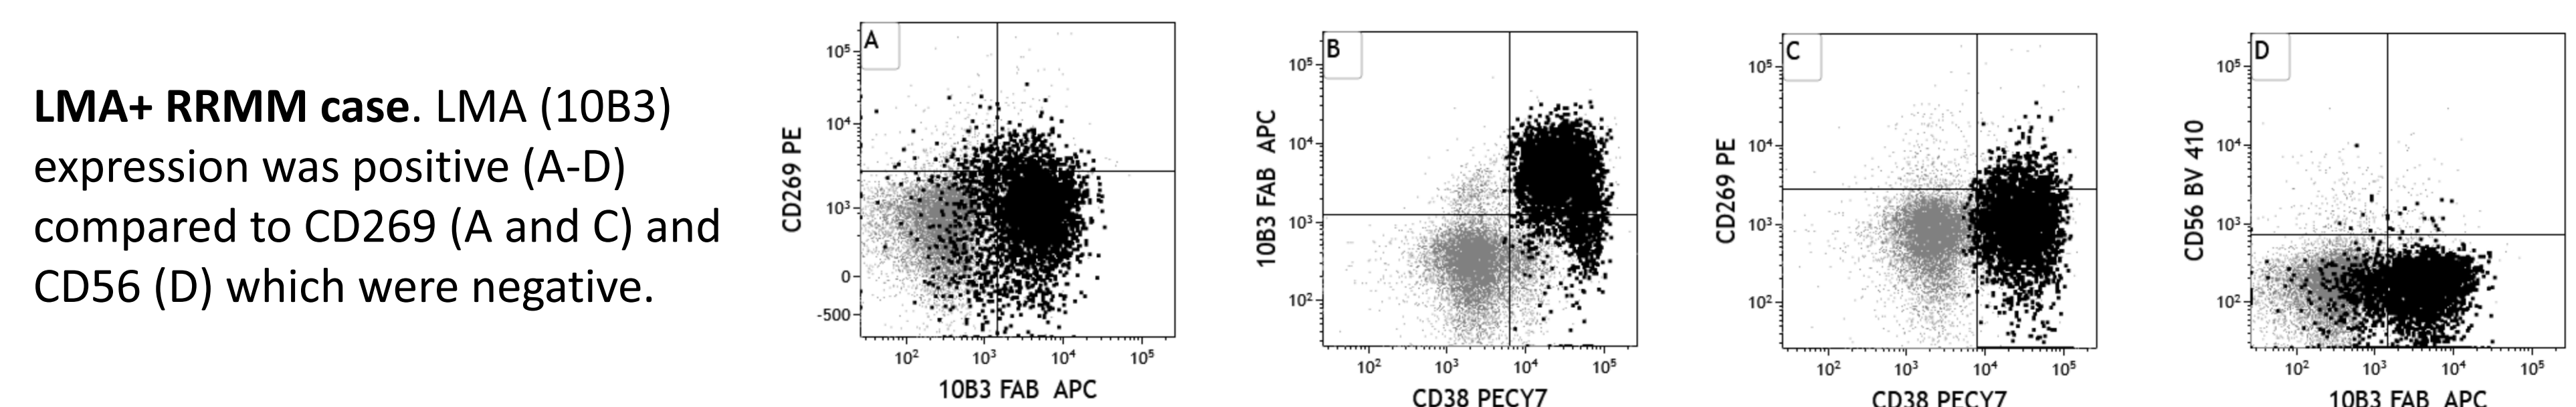 LMA+ RRMM case. LMA (10B3)
expression was positive (A-D)
compared to CD269 (A and C) and
CD56 (D) which were negative.
A
CD269 PE
10⁵
10⁴
10³
0
-500
10² 10³ 10⁴ 10⁵
10B3 FAB APC
B
10B3 FAB APC
10⁵
10⁴
10³
10²
10² 10³ 10⁴ 10⁵
CD38 PECY7
C
CD269 PE
10⁵
10⁴
10³
10²
10² 10³ 10⁴ 10⁵
CD38 PECY7
D
CD56 BV 410
10⁵
10⁴
10³
10²
10² 10³ 10⁴ 10⁵
10B3 FAB APC